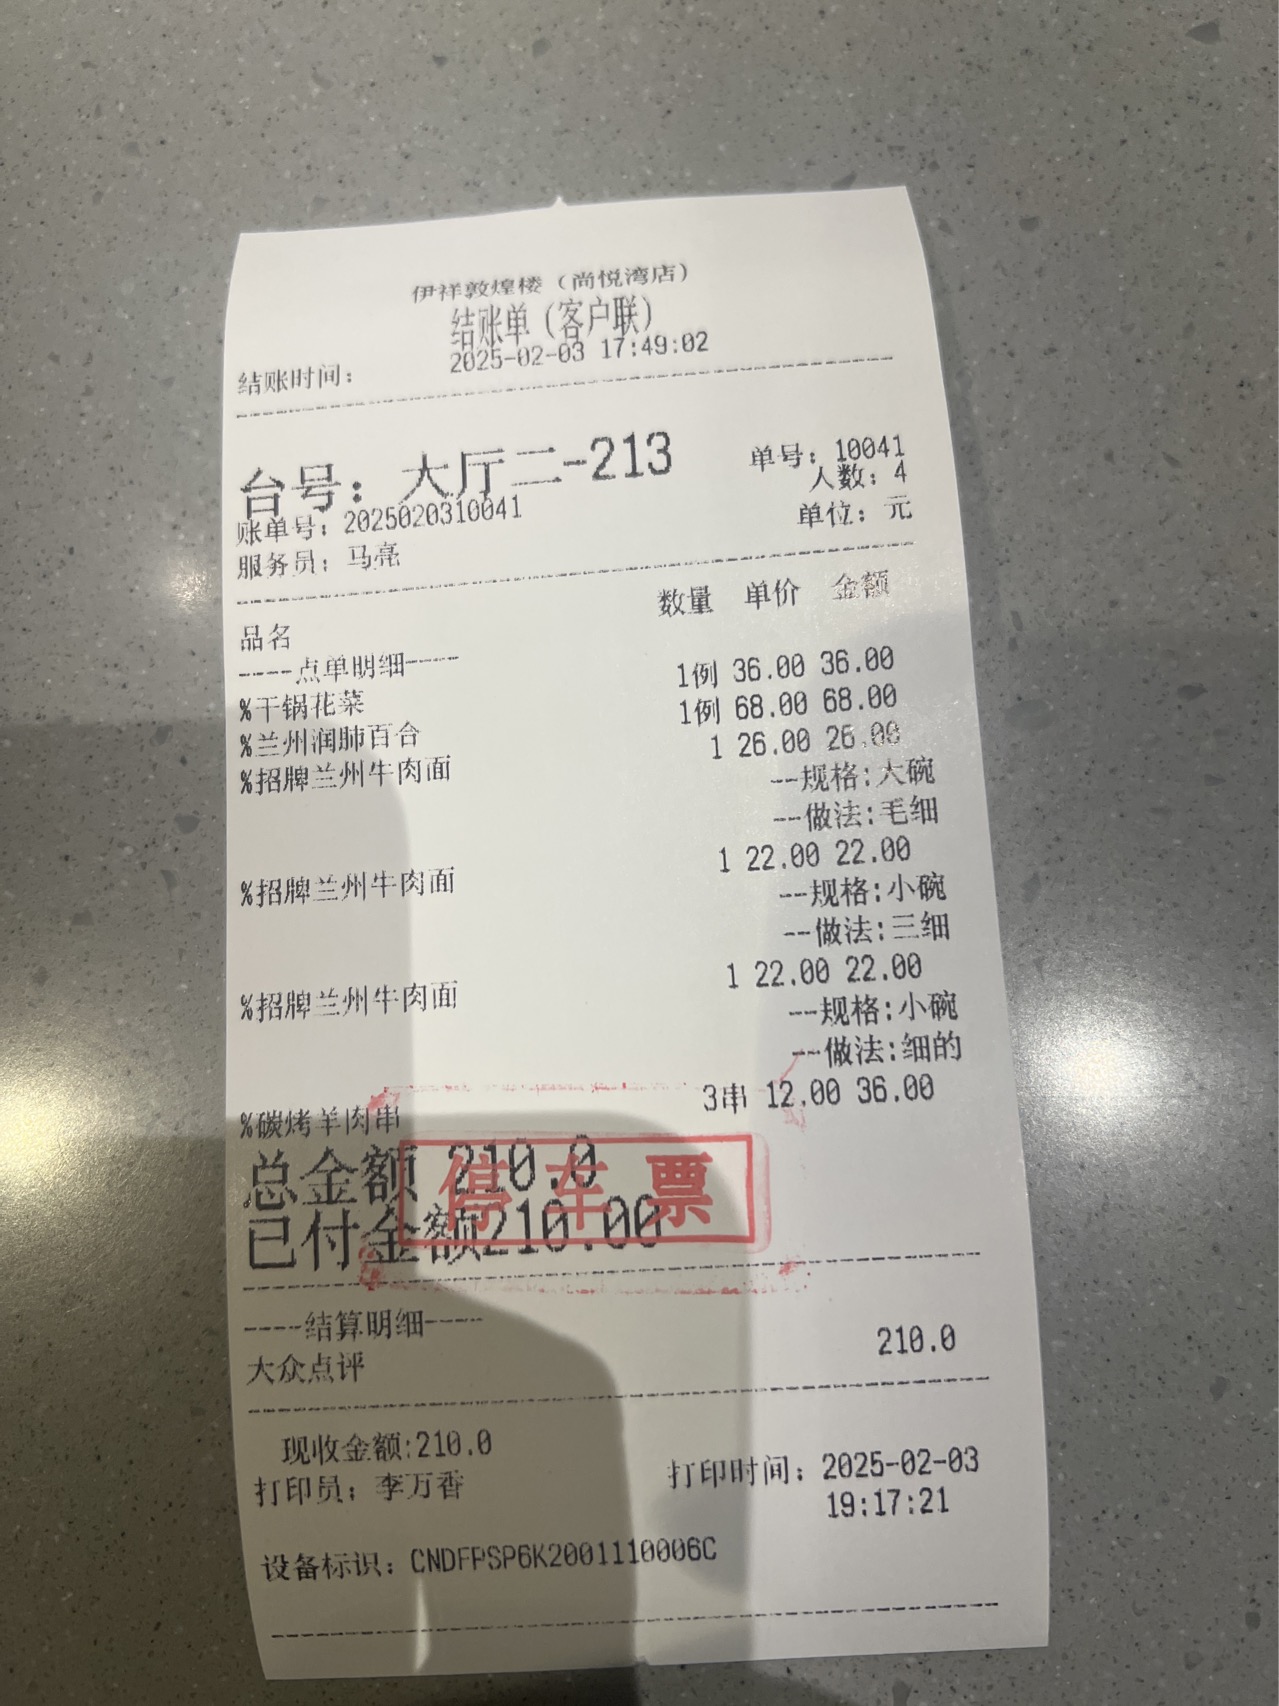 伊祥敦煌楼（尚悦湾店）
结账单（客户联）
结账时间： 2025-02-03 17:49:02
台号：大厅二-213 单号：10041
人数：4
账单号：2025020310041 单位：元
服务员：马亮
品名 数量 单价 金额
----点单明细----
%干锅花菜 1例 36.00 36.00
%兰州润肺百合 1例 68.00 68.00
%招牌兰州牛肉面 1 26.00 26.00
--规格:大碗
--做法:毛细
%招牌兰州牛肉面 1 22.00 22.00
--规格:小碗
--做法:三细
%招牌兰州牛肉面 1 22.00 22.00
--规格:小碗
--做法:细的
%碳烤羊肉串 3串 12.00 36.00
总金额 210.0
已付金额210.00
停车票
----结算明细----
大众点评 210.0
现收金额:210.0
打印员：李万香 打印时间：2025-02-03
19:17:21
设备标识：CNDFPSP6K2001110006C